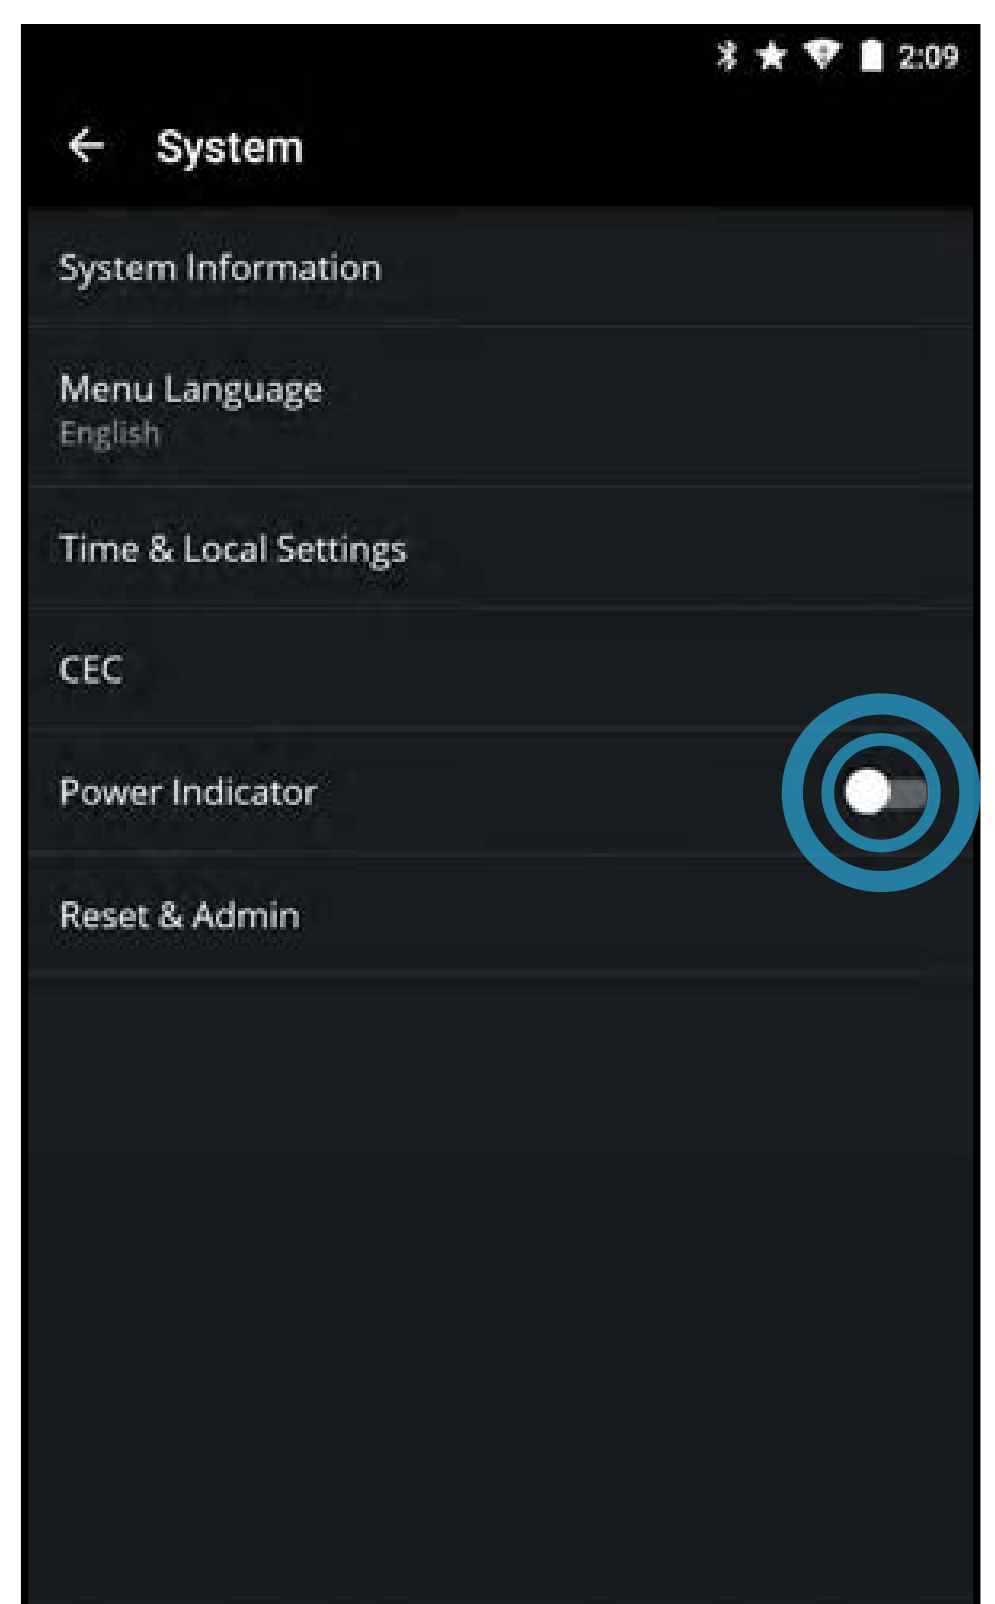 2:09
System
System Information
Menu Language
English
Time & Local Settings
CEC
Power Indicator
Reset & Admin